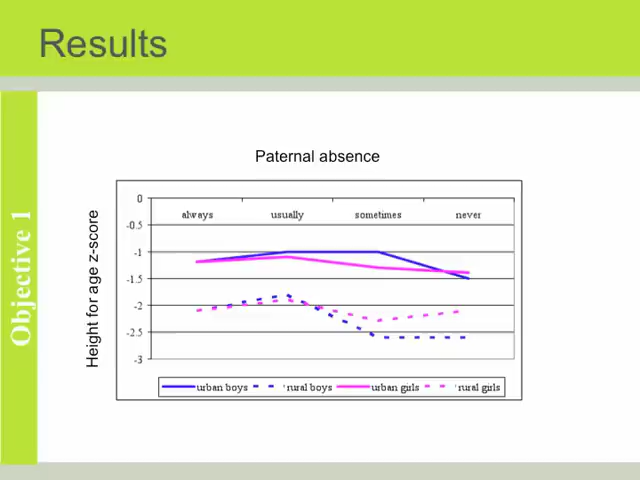 Results
Objective 1
Paternal absence
Height for age z-score
0
-0.5
-1
-1.5
-2
-2.5
-3
always usually sometimes never
urban boys rural boys urban girls rural girls